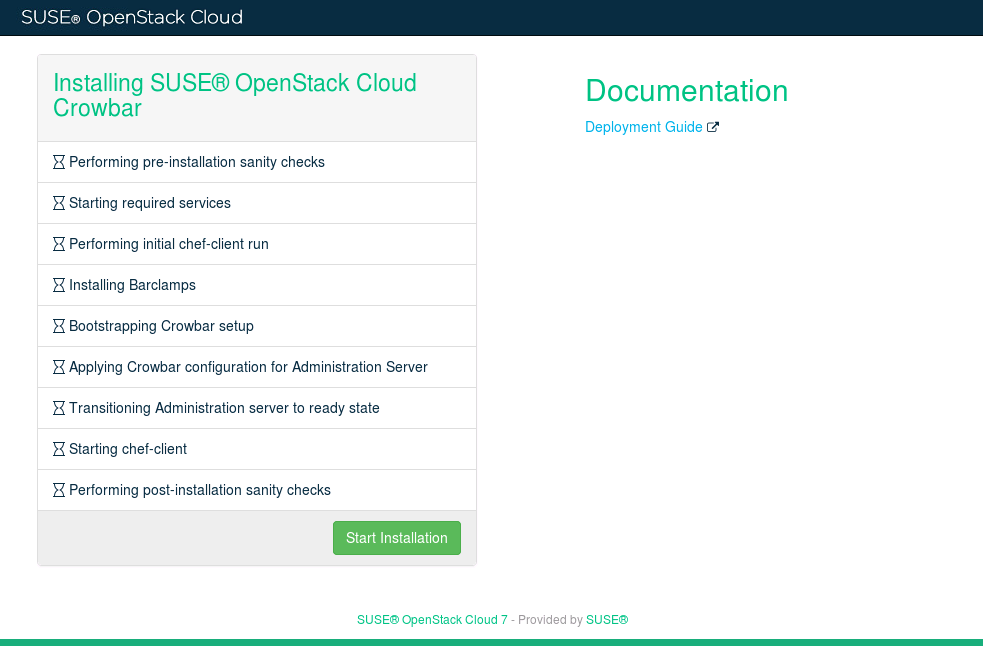 SUSE® OpenStack Cloud
Installing SUSE® OpenStack Cloud
Crowbar
Performing pre-installation sanity checks
Starting required services
Performing initial chef-client run
Installing Barclamps
Bootstrapping Crowbar setup
Applying Crowbar configuration for Administration Server
Transitioning Administration server to ready state
Starting chef-client
Performing post-installation sanity checks
Start Installation
Documentation
Deployment Guide
SUSE® OpenStack Cloud 7 - Provided by SUSE®